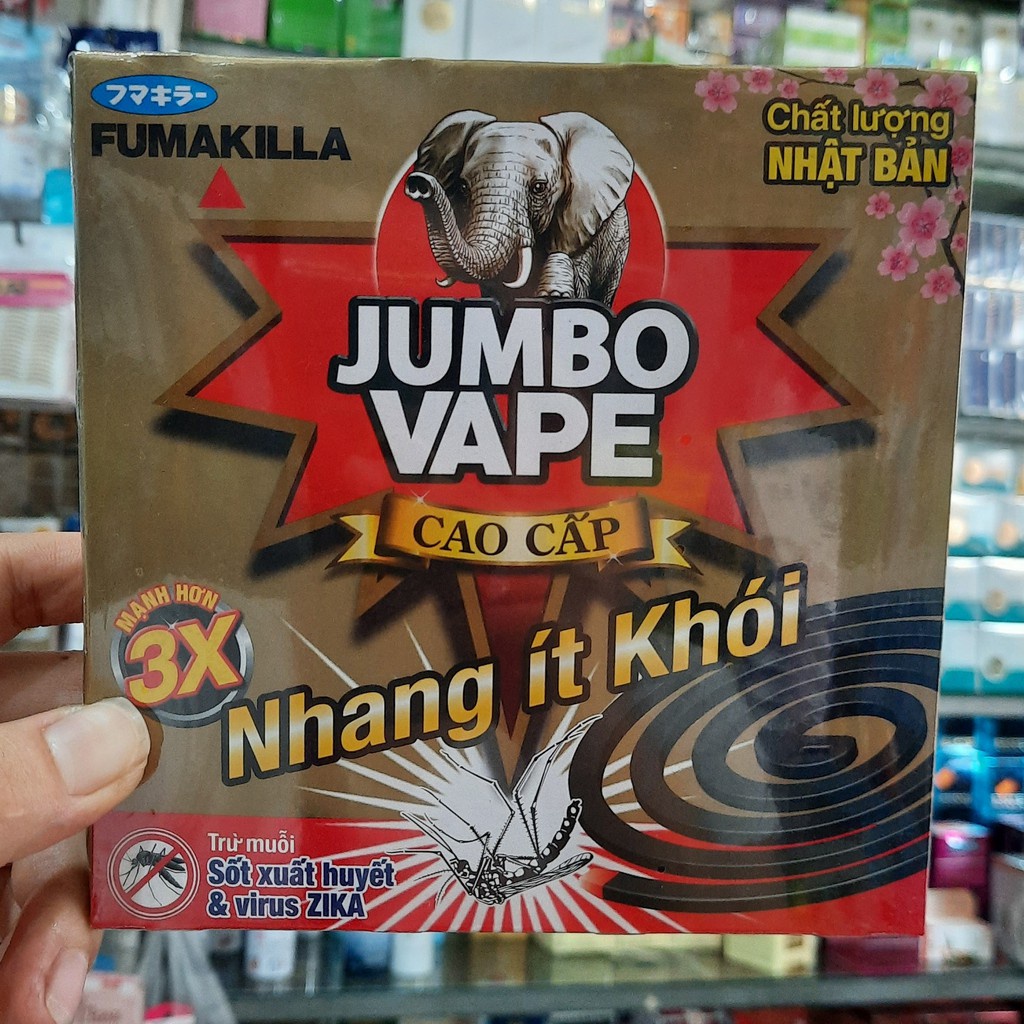 フマキラー
FUMAKILLA
Chất lượng
NHẬT BẢN
JUMBO
VAPE
CAO CẤP
MẠNH HƠN
3X
Nhang ít Khói
Trừ muỗi
Sốt xuất huyết
& virus ZIKA